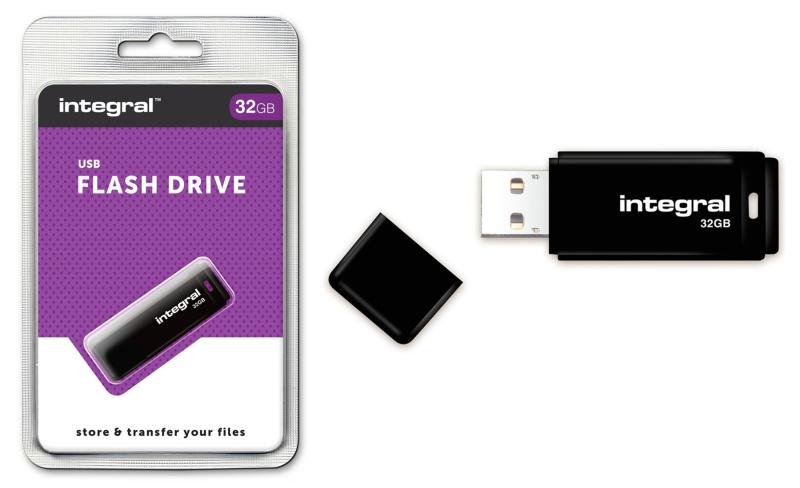 integral™
32GB
USB
FLASH DRIVE
integral
32GB
store & transfer your files
integral
32GB